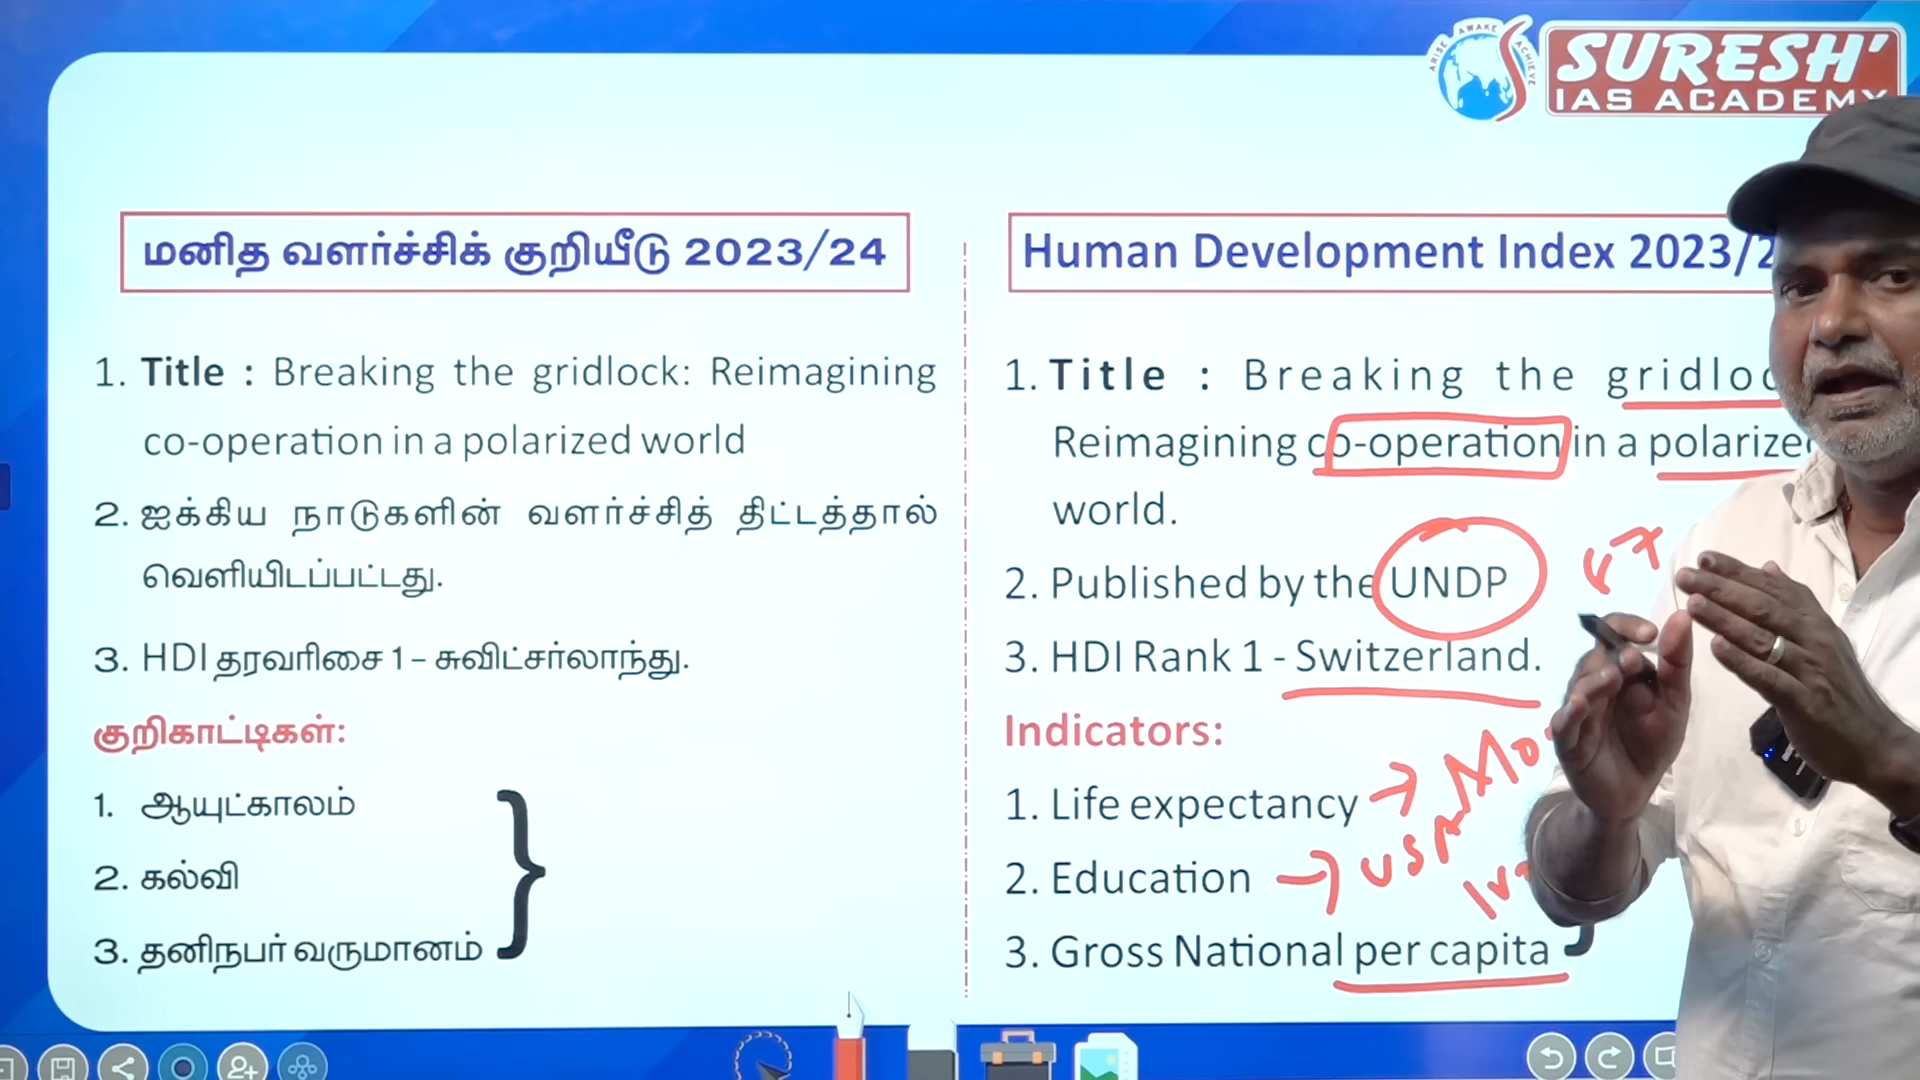 ARISE AWAKE ACHIEVE
SURESH'
IAS ACADEMY
மனித வளர்ச்சிக் குறியீடு 2023/24
1. Title : Breaking the gridlock: Reimagining
co-operation in a polarized world
2. ஐக்கிய நாடுகளின் வளர்ச்சித் திட்டத்தால்
வெளியிடப்பட்டது.
3. HDI தரவரிசை 1 – சுவிட்சர்லாந்து.
குறிகாட்டிகள்:
1. ஆயுட்காலம்
2. கல்வி
3. தனிநபர் வருமானம்
Human Development Index 2023/2
1. Title : Breaking the gridloc
Reimagining co-operation in a polarize
world.
2. Published by the UNDP
3. HDI Rank 1 - Switzerland.
Indicators:
1. Life expectancy
2. Education
3. Gross National per capita